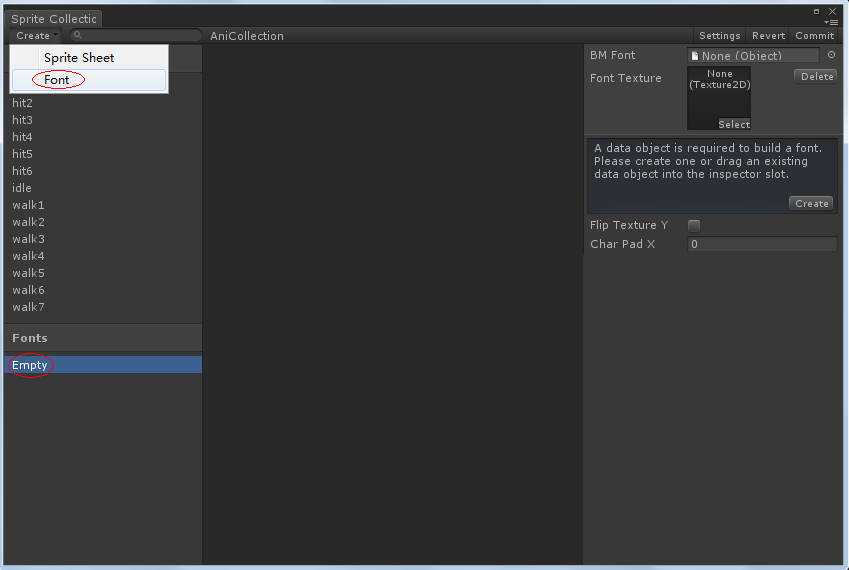 Sprite Collectic
Create
AniCollection
Settings
Revert
Commit
Sprite Sheet
Font
hit2
hit3
hit4
hit5
hit6
idle
walk1
walk2
walk3
walk4
walk5
walk6
walk7
Fonts
Empty
BM Font
None (Object)
Font Texture
None
(Texture2D)
Select
Delete
A data object is required to build a font.
Please create one or drag an existing
data object into the inspector slot.
Create
Flip Texture Y
Char Pad X
0